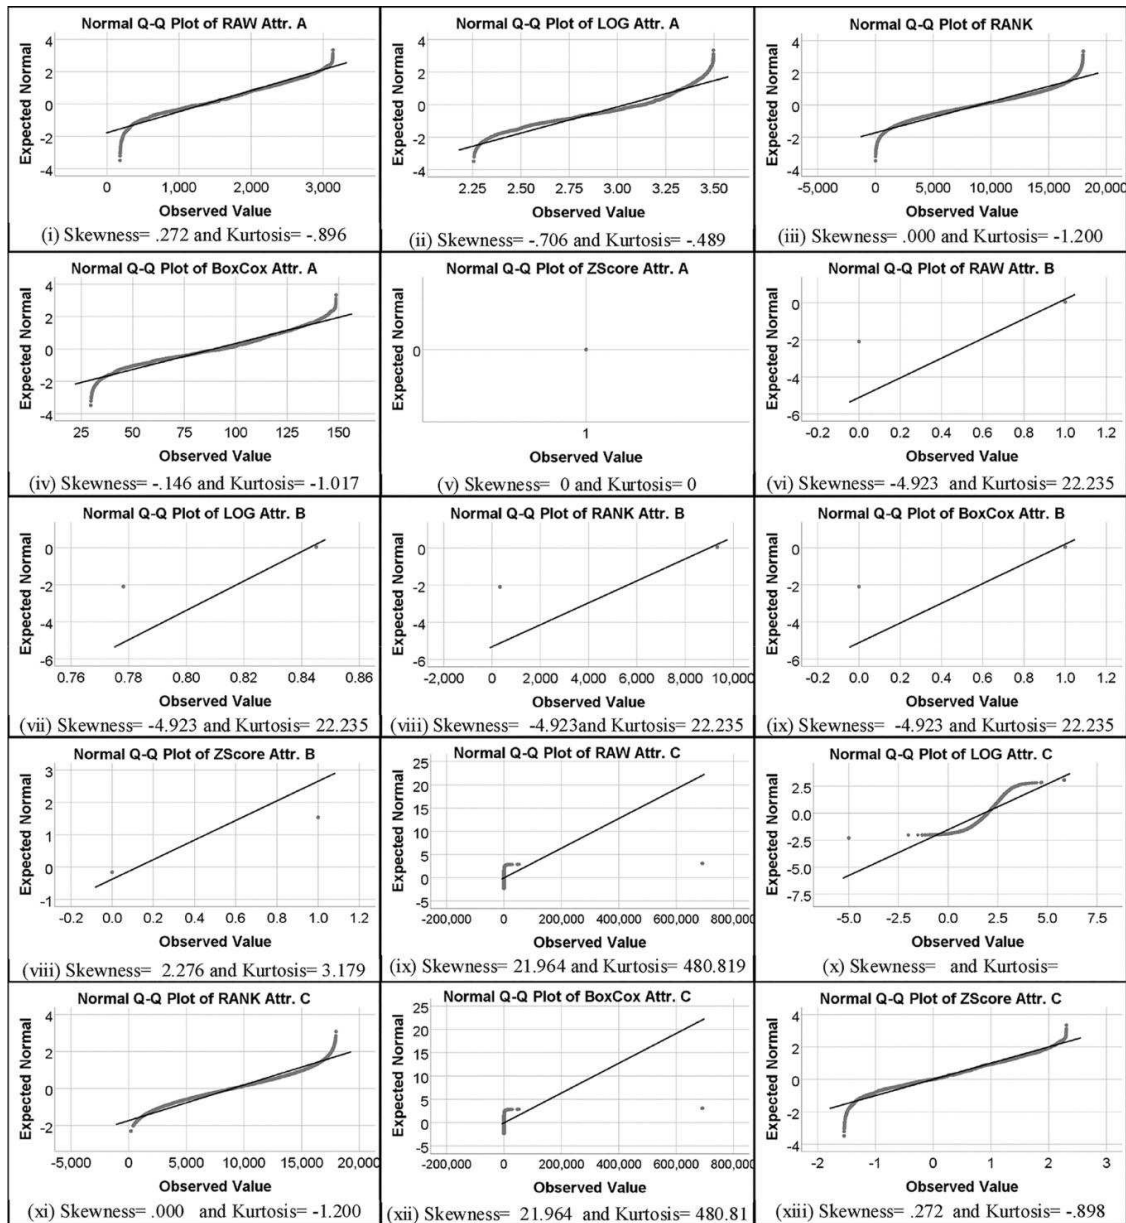 Normal Q-Q Plot of RAW Attr. A
Expected Normal
4
2
0
-2
-4
0 1,000 2,000 3,000
Observed Value
(i) Skewness= .272 and Kurtosis= -.896
Normal Q-Q Plot of LOG Attr. A
Expected Normal
4
2
0
-2
-4
2.25 2.50 2.75 3.00 3.25 3.50
Observed Value
(ii) Skewness= -.706 and Kurtosis= -.489
Normal Q-Q Plot of RANK
Expected Normal
4
2
0
-2
-4
-5,000 0 5,000 10,000 15,000 20,000
Observed Value
(iii) Skewness= .000 and Kurtosis= -1.200
Normal Q-Q Plot of BoxCox Attr. A
Expected Normal
4
2
0
-2
-4
25 50 75 100 125 150
Observed Value
(iv) Skewness= -.146 and Kurtosis= -1.017
Normal Q-Q Plot of ZScore Attr. A
Expected Normal
0
1
Observed Value
(v) Skewness= 0 and Kurtosis= 0
Normal Q-Q Plot of RAW Attr. B
Expected Normal
0
-2
-4
-6
-0.2 0.0 0.2 0.4 0.6 0.8 1.0 1.2
Observed Value
(vi) Skewness= -4.923 and Kurtosis= 22.235
Normal Q-Q Plot of LOG Attr. B
Expected Normal
0
-2
-4
-6
0.76 0.78 0.80 0.82 0.84 0.86
Observed Value
(vii) Skewness= -4.923 and Kurtosis= 22.235
Normal Q-Q Plot of RANK Attr. B
Expected Normal
0
-2
-4
-6
-2,000 0 2,000 4,000 6,000 8,000 10,000
Observed Value
(viii) Skewness= -4.923and Kurtosis= 22.235
Normal Q-Q Plot of BoxCox Attr. B
Expected Normal
0
-2
-4
-6
-0.2 0.0 0.2 0.4 0.6 0.8 1.0 1.2
Observed Value
(ix) Skewness= -4.923 and Kurtosis= 22.235
Normal Q-Q Plot of ZScore Attr. B
Expected Normal
3
2
1
0
-1
-0.2 0.0 0.2 0.4 0.6 0.8 1.0 1.2
Observed Value
(viii) Skewness= 2.276 and Kurtosis= 3.179
Normal Q-Q Plot of RAW Attr. C
Expected Normal
25
20
15
10
5
0
-5
-200,000 0 200,000 400,000 600,000 800,000
Observed Value
(ix) Skewness= 21.964 and Kurtosis= 480.819
Normal Q-Q Plot of LOG Attr. C
Expected Normal
2.5
0.0
-2.5
-5.0
-7.5
-5.0 -2.5 0.0 2.5 5.0 7.5
Observed Value
(x) Skewness= and Kurtosis=
Normal Q-Q Plot of RANK Attr. C
Expected Normal
4
2
0
-2
-5,000 0 5,000 10,000 15,000 20,000
Observed Value
(xi) Skewness= .000 and Kurtosis= -1.200
Normal Q-Q Plot of BoxCox Attr. C
Expected Normal
25
20
15
10
5
0
-5
-200,000 0 200,000 400,000 600,000 800,000
Observed Value
(xii) Skewness= 21.964 and Kurtosis= 480.81
Normal Q-Q Plot of ZScore Attr. C
Expected Normal
4
2
0
-2
-4
-2 -1 0 1 2 3
Observed Value
(xiii) Skewness= .272 and Kurtosis= -.898